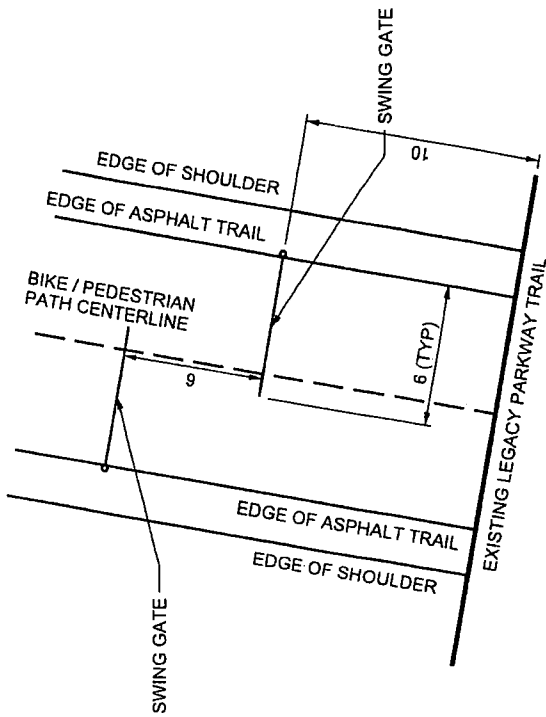 SWING GATE
10
EDGE OF SHOULDER
EDGE OF ASPHALT TRAIL
BIKE / PEDESTRIAN
PATH CENTERLINE
6
6 (TYP)
EDGE OF ASPHALT TRAIL
EDGE OF SHOULDER
EXISTING LEGACY PARKWAY TRAIL
SWING GATE